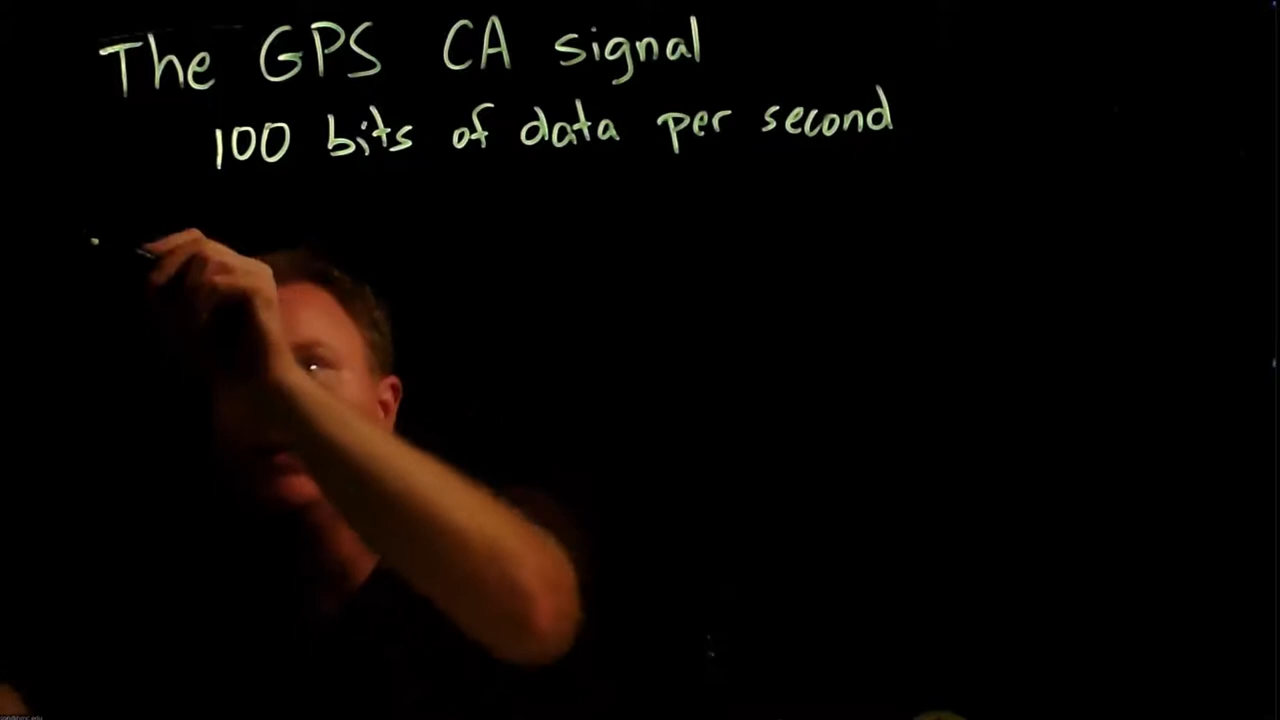 The GPS CA signal
100 bits of data per second